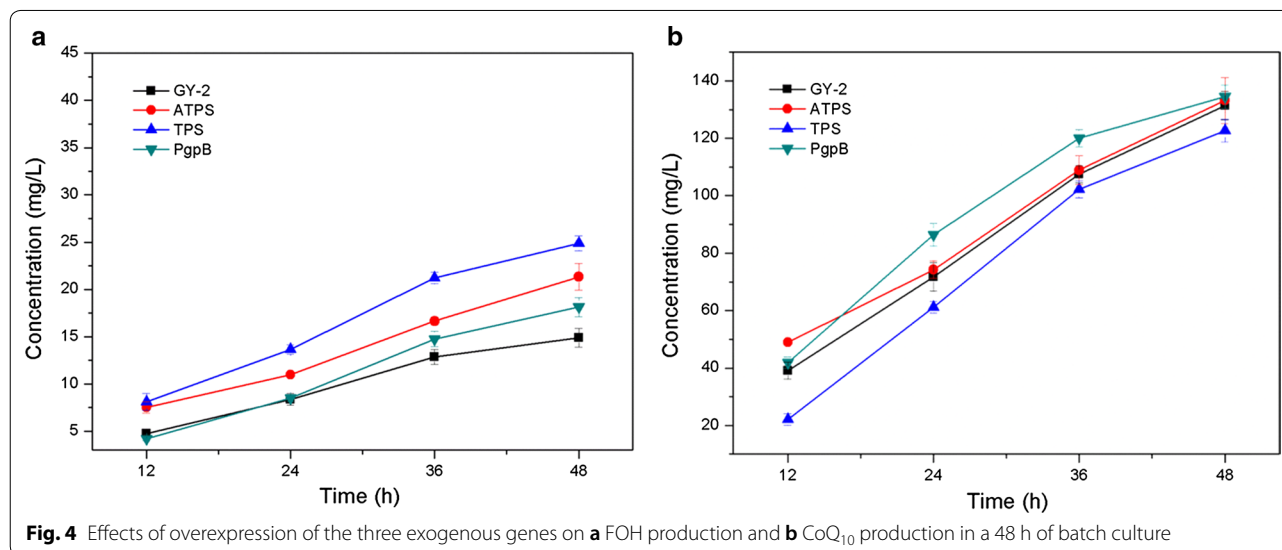 a
45
40
35
30
25
20
15
10
5
Concentration (mg/L)
GY-2
ATPS
TPS
PgpB
12
24
36
48
Time (h)
b
140
120
100
80
60
40
20
Concentration (mg/L)
GY-2
ATPS
TPS
PgpB
12
24
36
48
Time (h)
Fig. 4 Effects of overexpression of the three exogenous genes on a FOH production and b CoQ₁₀ production in a 48 h of batch culture